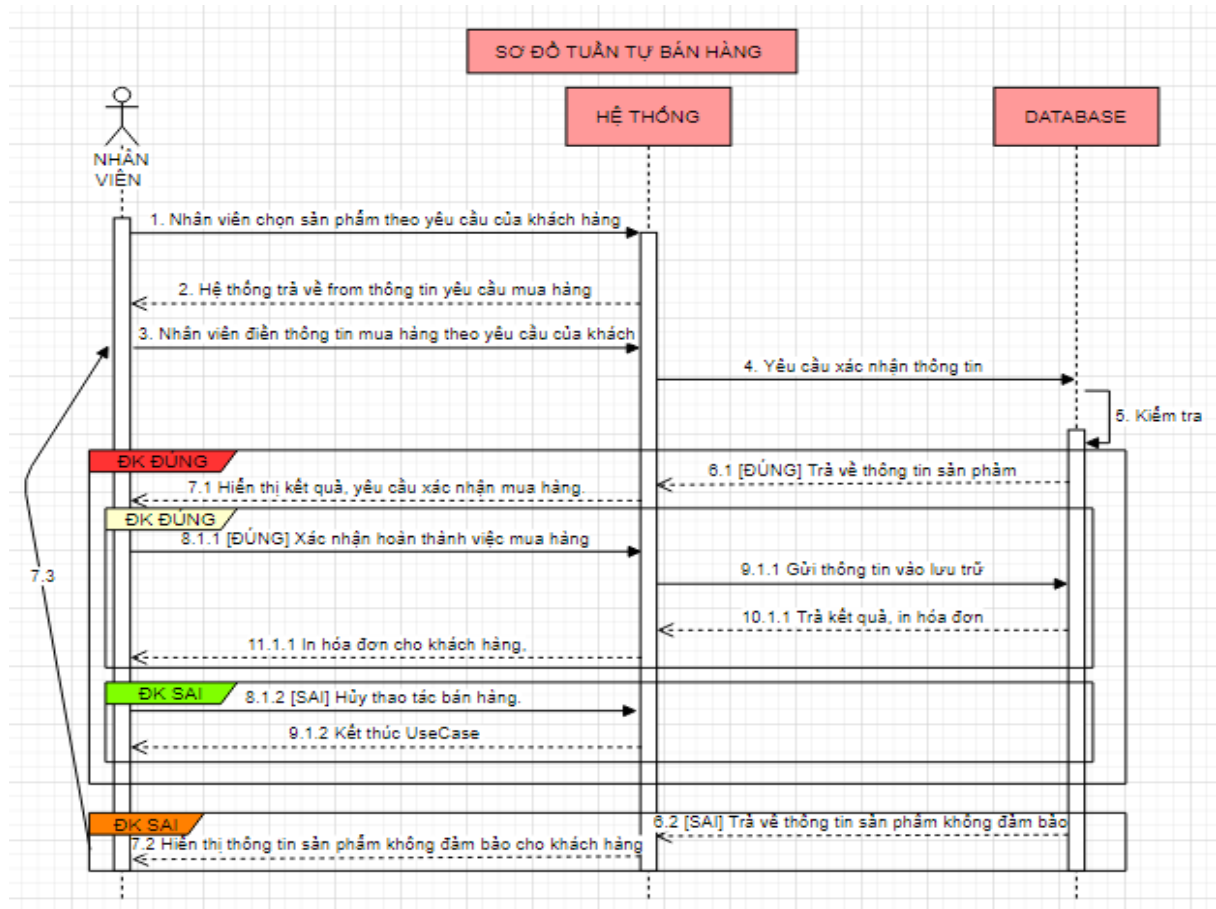 SƠ ĐỒ TUẦN TỰ BÁN HÀNG
HỆ THỐNG
DATABASE
NHÂN
VIÊN
1. Nhân viên chọn sản phẩm theo yêu cầu của khách hàng
2. Hệ thống trả về from thông tin yêu cầu mua hàng
3. Nhân viên điền thông tin mua hàng theo yêu cầu của khách
4. Yêu cầu xác nhận thông tin
5. Kiểm tra
ĐK ĐÚNG
6.1 [ĐÚNG] Trả về thông tin sản phẩm
7.1 Hiển thị kết quả, yêu cầu xác nhận mua hàng.
ĐK ĐÚNG
8.1.1 [ĐÚNG] Xác nhận hoàn thành việc mua hàng
9.1.1 Gửi thông tin vào lưu trữ
7.3
10.1.1 Trả kết quả, in hóa đơn
11.1.1 In hóa đơn cho khách hàng,
ĐK SAI
8.1.2 [SAI] Hủy thao tác bán hàng.
9.1.2 Kết thúc UseCase
ĐK SAI
6.2 [SAI] Trả về thông tin sản phẩm không đảm bảo
7.2 Hiển thị thông tin sản phẩm không đảm bảo cho khách hàng